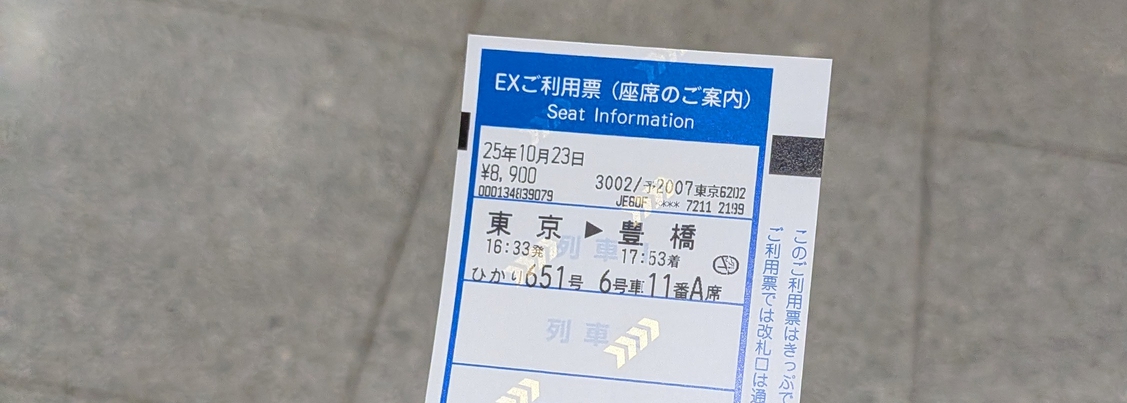 EXご利用票（座席のご案内）
Seat Information
25年10月23日
¥8,900
3002/予2007東京6202
000134839079
JE60F **** 7211 2199
東京▶豊橋
16:33発
17:53着
ひかり651号 6号車11番A席
列車
列車
このご利用票はきっぷで
ご利用票では改札口は通